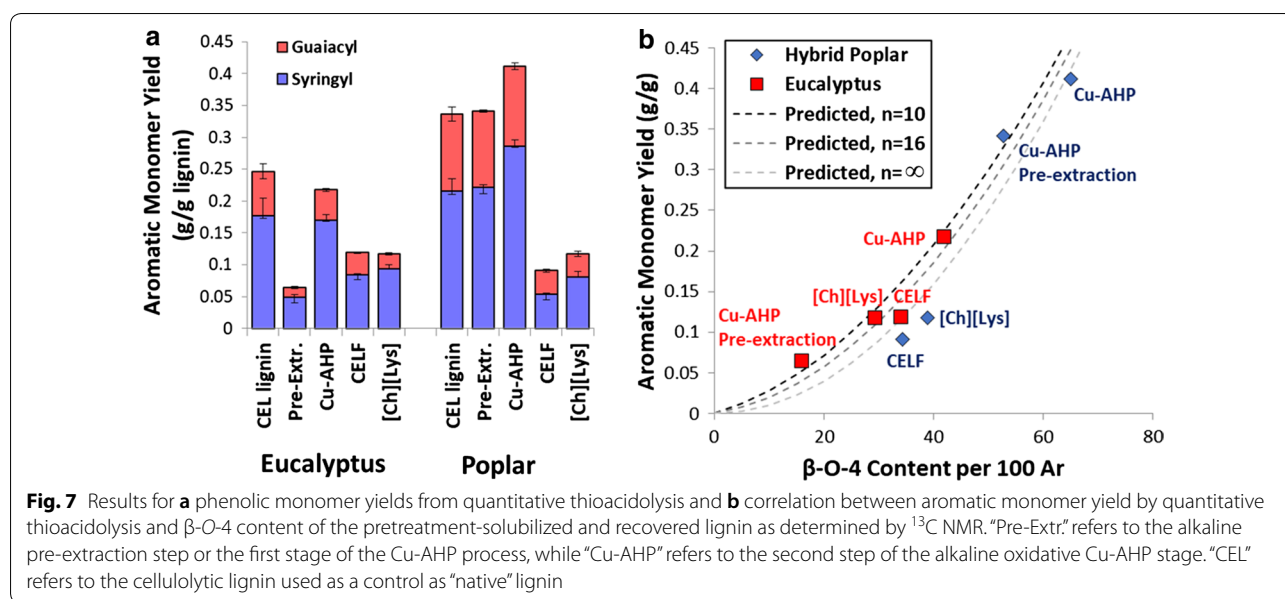 a
Guaiacyl
Syringyl
Aromatic Monomer Yield
(g/g lignin)
0.45
0.4
0.35
0.3
0.25
0.2
0.15
0.1
0.05
0
CEL lignin
Pre-Extr.
Cu-AHP
CELF
[Ch][Lys]
CEL lignin
Pre-Extr.
Cu-AHP
CELF
[Ch][Lys]
Eucalyptus
Poplar
b
Hybrid Poplar
Eucalyptus
Predicted, n=10
Predicted, n=16
Predicted, n=∞
Aromatic Monomer Yield (g/g)
0.45
0.4
0.35
0.3
0.25
0.2
0.15
0.1
0.05
0
Cu-AHP
Cu-AHP
Pre-extraction
Cu-AHP
[Ch][Lys]
CELF
[Ch][Lys]
Cu-AHP
Pre-extraction
CELF
0
20
40
60
80
β-O-4 Content per 100 Ar
Fig. 7 Results for a phenolic monomer yields from quantitative thioacidolysis and b correlation between aromatic monomer yield by quantitative
thioacidolysis and β-O-4 content of the pretreatment-solubilized and recovered lignin as determined by ¹³C NMR. “Pre-Extr.” refers to the alkaline
pre-extraction step or the first stage of the Cu-AHP process, while “Cu-AHP” refers to the second step of the alkaline oxidative Cu-AHP stage. “CEL”
refers to the cellulolytic lignin used as a control as “native” lignin